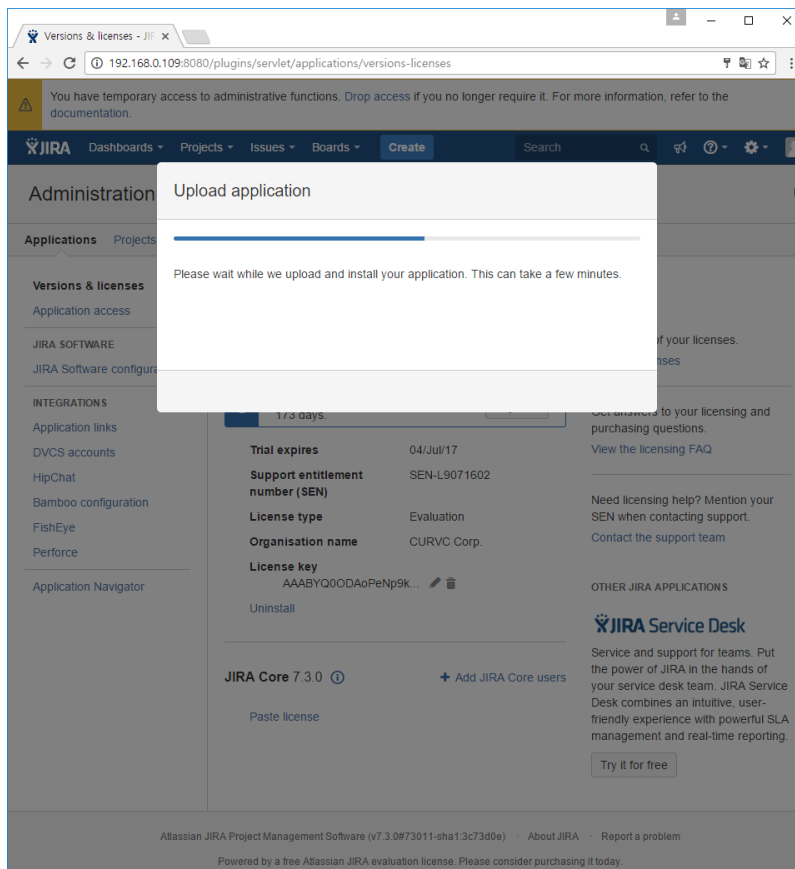 Versions & licenses - JIF
192.168.0.109:8080/plugins/servlet/applications/versions-licenses
You have temporary access to administrative functions. Drop access if you no longer require it. For more information, refer to the
documentation.
JIRA Dashboards Projects Issues Boards Create Search
Administration
Upload application
Applications Projects
Please wait while we upload and install your application. This can take a few minutes.
Versions & licenses
Application access
JIRA SOFTWARE
JIRA Software configura
INTEGRATIONS
Application links
DVCS accounts
HipChat
Bamboo configuration
FishEye
Perforce
Application Navigator
173 days.
Trial expires 04/Jul/17
Support entitlement
number (SEN) SEN-L9071602
License type Evaluation
Organisation name CURVC Corp.
License key
AAABYQ0ODAoPeNp9k...
Uninstall
JIRA Core 7.3.0 + Add JIRA Core users
Paste license
of your licenses.
nses
Get answers to your licensing and
purchasing questions.
View the licensing FAQ
Need licensing help? Mention your
SEN when contacting support.
Contact the support team
OTHER JIRA APPLICATIONS
JIRA Service Desk
Service and support for teams. Put
the power of JIRA in the hands of
your service desk team. JIRA Service
Desk combines an intuitive, user-
friendly experience with powerful SLA
management and real-time reporting.
Try it for free
Atlassian JIRA Project Management Software (v7.3.0#73011-sha1:3c73d0e) · About JIRA · Report a problem
Powered by a free Atlassian JIRA evaluation license. Please consider purchasing it today.